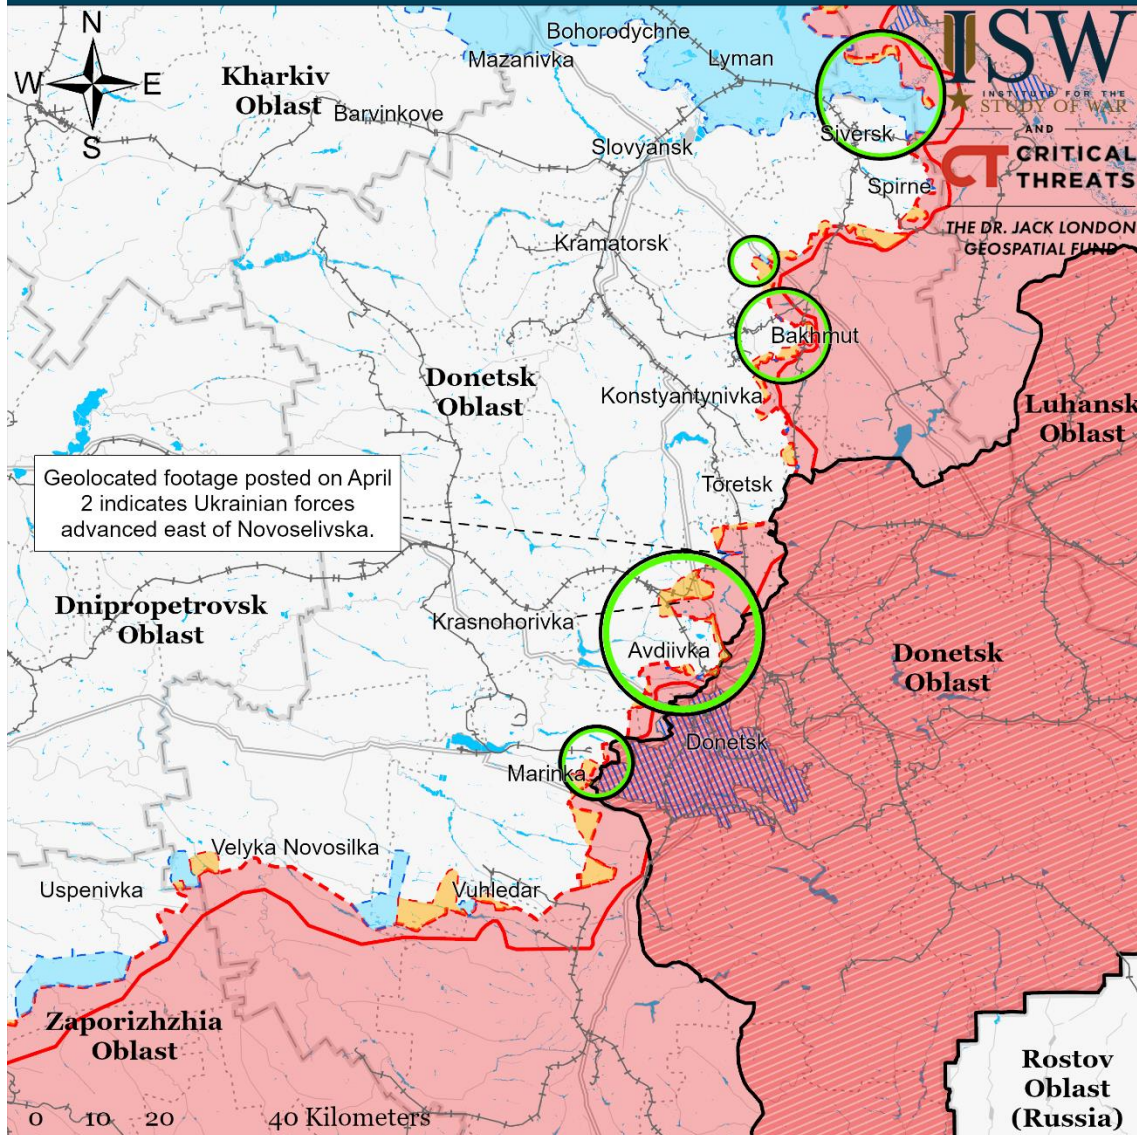 N
W
E
S
ISW
INSTITUTE FOR THE
STUDY OF WAR
AND
CT CRITICAL
THREATS
THE DR. JACK LONDON
GEOSPATIAL FUND
Bohorodychne
Mazanivka
Lyman
Kharkiv
Oblast
Barvinkove
Slovyansk
Siversk
Spirne
Kramatorsk
Bakhmut
Donetsk
Oblast
Konstyantynivka
Luhansk
Oblast
Toretsk
Geolocated footage posted on April
2 indicates Ukrainian forces
advanced east of Novoselivska.
Dnipropetrovsk
Oblast
Krasnohorivka
Avdiivka
Donetsk
Oblast
Donetsk
Marinka
Velyka Novosilka
Uspenivka
Vuhledar
Zaporizhzhia
Oblast
Rostov
Oblast
(Russia)
0 10 20 40 Kilometers